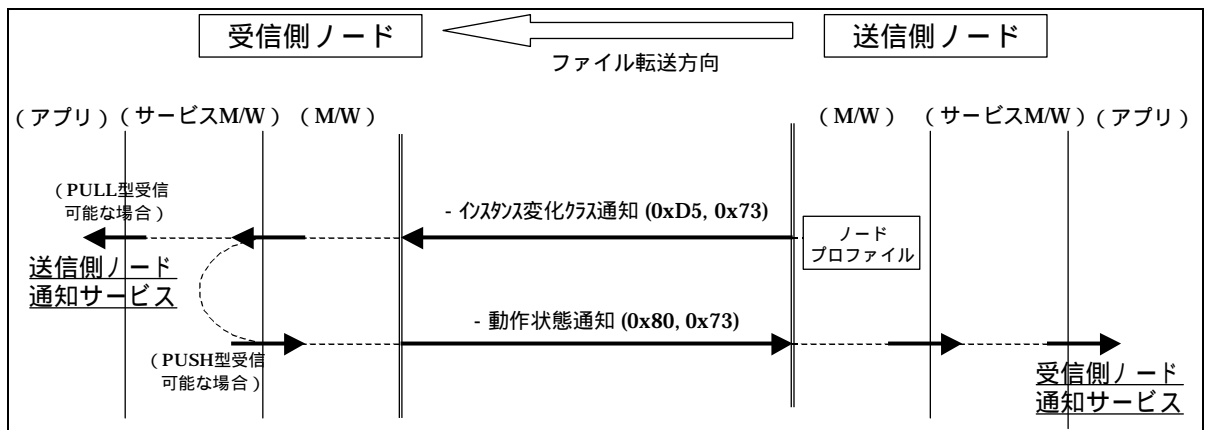 受信側ノード
送信側ノード
ファイル転送方向
（アプリ）（サービスM/W）（M/W）
（M/W）（サービスM/W）（アプリ）
（PULL型受信
可能な場合）
- ｲﾝｽﾀﾝｽ変化ｸﾗｽ通知 (0xD5, 0x73)
ノード
プロファイル
送信側ノード
通知サービス
- 動作状態通知 (0x80, 0x73)
（PUSH型受信
可能な場合）
受信側ノード
通知サービス